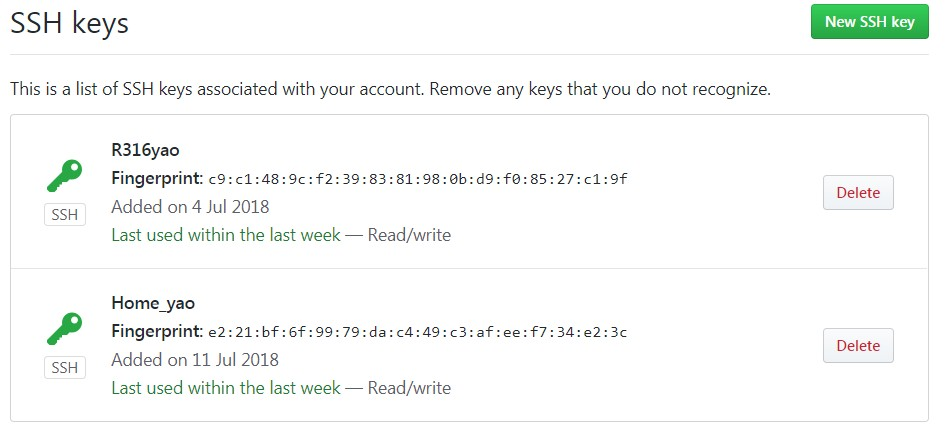 SSH keys
New SSH key
This is a list of SSH keys associated with your account. Remove any keys that you do not recognize.
R316yao
Fingerprint: c9:c1:48:9c:f2:39:83:81:98:0b:d9:f0:85:27:c1:9f
SSH
Added on 4 Jul 2018
Delete
Last used within the last week — Read/write
Home_yao
Fingerprint: e2:21:bf:6f:99:79:da:c4:49:c3:af:ee:f7:34:e2:3c
SSH
Added on 11 Jul 2018
Delete
Last used within the last week — Read/write